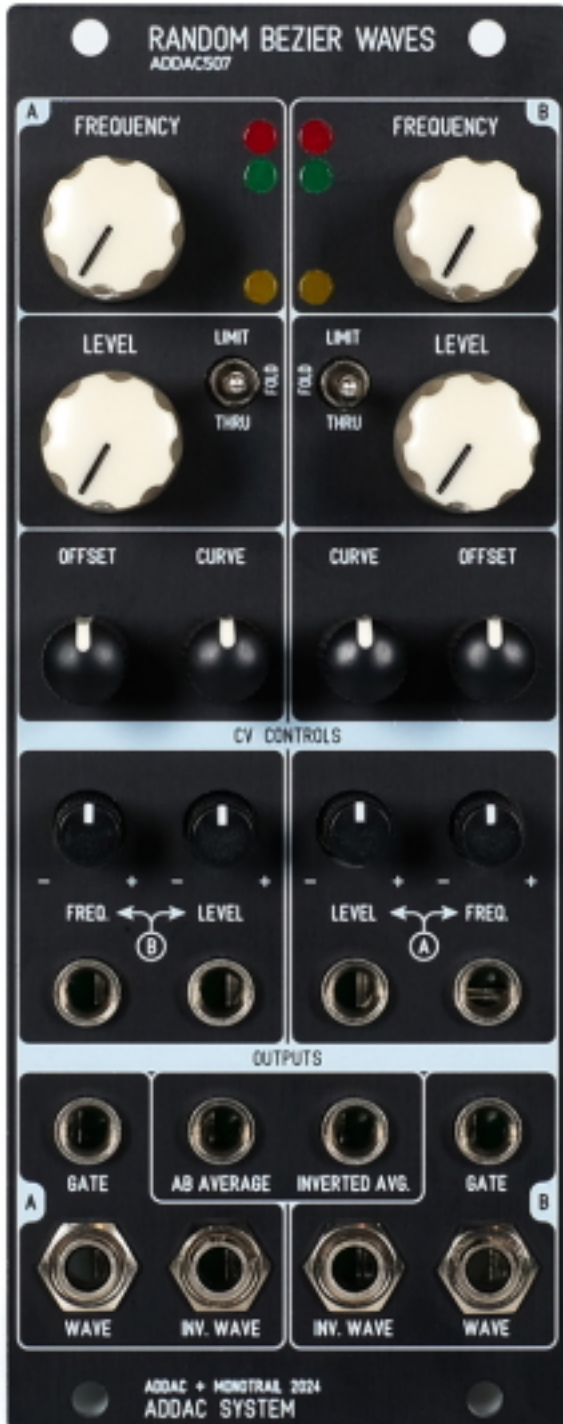 RANDOM BEZIER WAVES
ADDAC507
A
FREQUENCY
FREQUENCY
B
LEVEL
LIMIT
FOLD
THRU
LIMIT
FOLD
THRU
LEVEL
OFFSET
CURVE
CURVE
OFFSET
CV CONTROLS
- + - + - + - +
FREQ.
LEVEL
B
LEVEL
FREQ.
A
OUTPUTS
GATE
AB AVERAGE
INVERTED AVG.
GATE
A
B
WAVE
INV. WAVE
INV. WAVE
WAVE
ADDAC + MONOTRAIL 2024
ADDAC SYSTEM